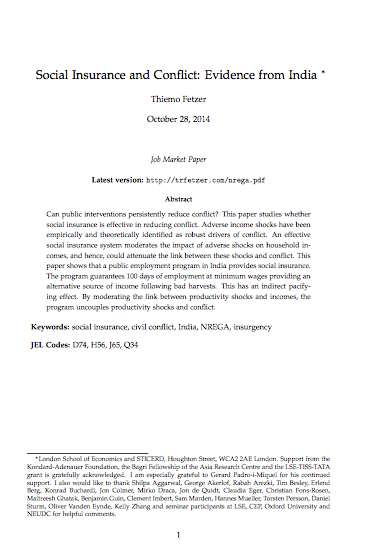 Social Insurance and Conflict: Evidence from India *
Thiemo Fetzer
October 28, 2014
Job Market Paper
Latest version: http://trfetzer.com/nrega.pdf
Abstract
Can public interventions persistently reduce conflict? This paper studies whether
social insurance is effective in reducing conflict. Adverse income shocks have been
empirically and theoretically identified as robust drivers of conflict. An effective
social insurance system moderates the impact of adverse shocks on household in-
comes, and hence, could attenuate the link between these shocks and conflict. This
paper shows that a public employment program in India provides social insurance.
The program guarantees 100 days of employment at minimum wages providing an
alternative source of income following bad harvests. This has an indirect pacify-
ing effect. By moderating the link between productivity shocks and incomes, the
program uncouples productivity shocks and conflict.
Keywords: social insurance, civil conflict, India, NREGA, insurgency
JEL Codes: D74, H56, J65, Q34
*London School of Economics and STICERD, Houghton Street, WCA2 2AE London. Support from the
Kondard-Adenauer Foundation, the Bagri Fellowship of the Asia Research Centre and the LSE-TISS-TATA
grant is gratefully acknowledged. I am especially grateful to Gerard Padro-i-Miquel for his continued
support. I also would like to thank Shilpa Aggarwal, George Akerlof, Rabah Arezki, Tim Besley, Erlend
Berg, Konrad Buchardi, Jon Colmer, Mirko Draca, Jon de Quidt, Claudia Eger, Christian Fons-Rosen,
Maitreesh Ghatak, Benjamin Guin, Clement Imbert, Sam Marden, Hannes Mueller, Torsten Persson, Daniel
Sturm, Oliver Vanden Eynde, Kelly Zhang and seminar participants at LSE, CEP, Oxford University and
NEUDC for helpful comments.
1